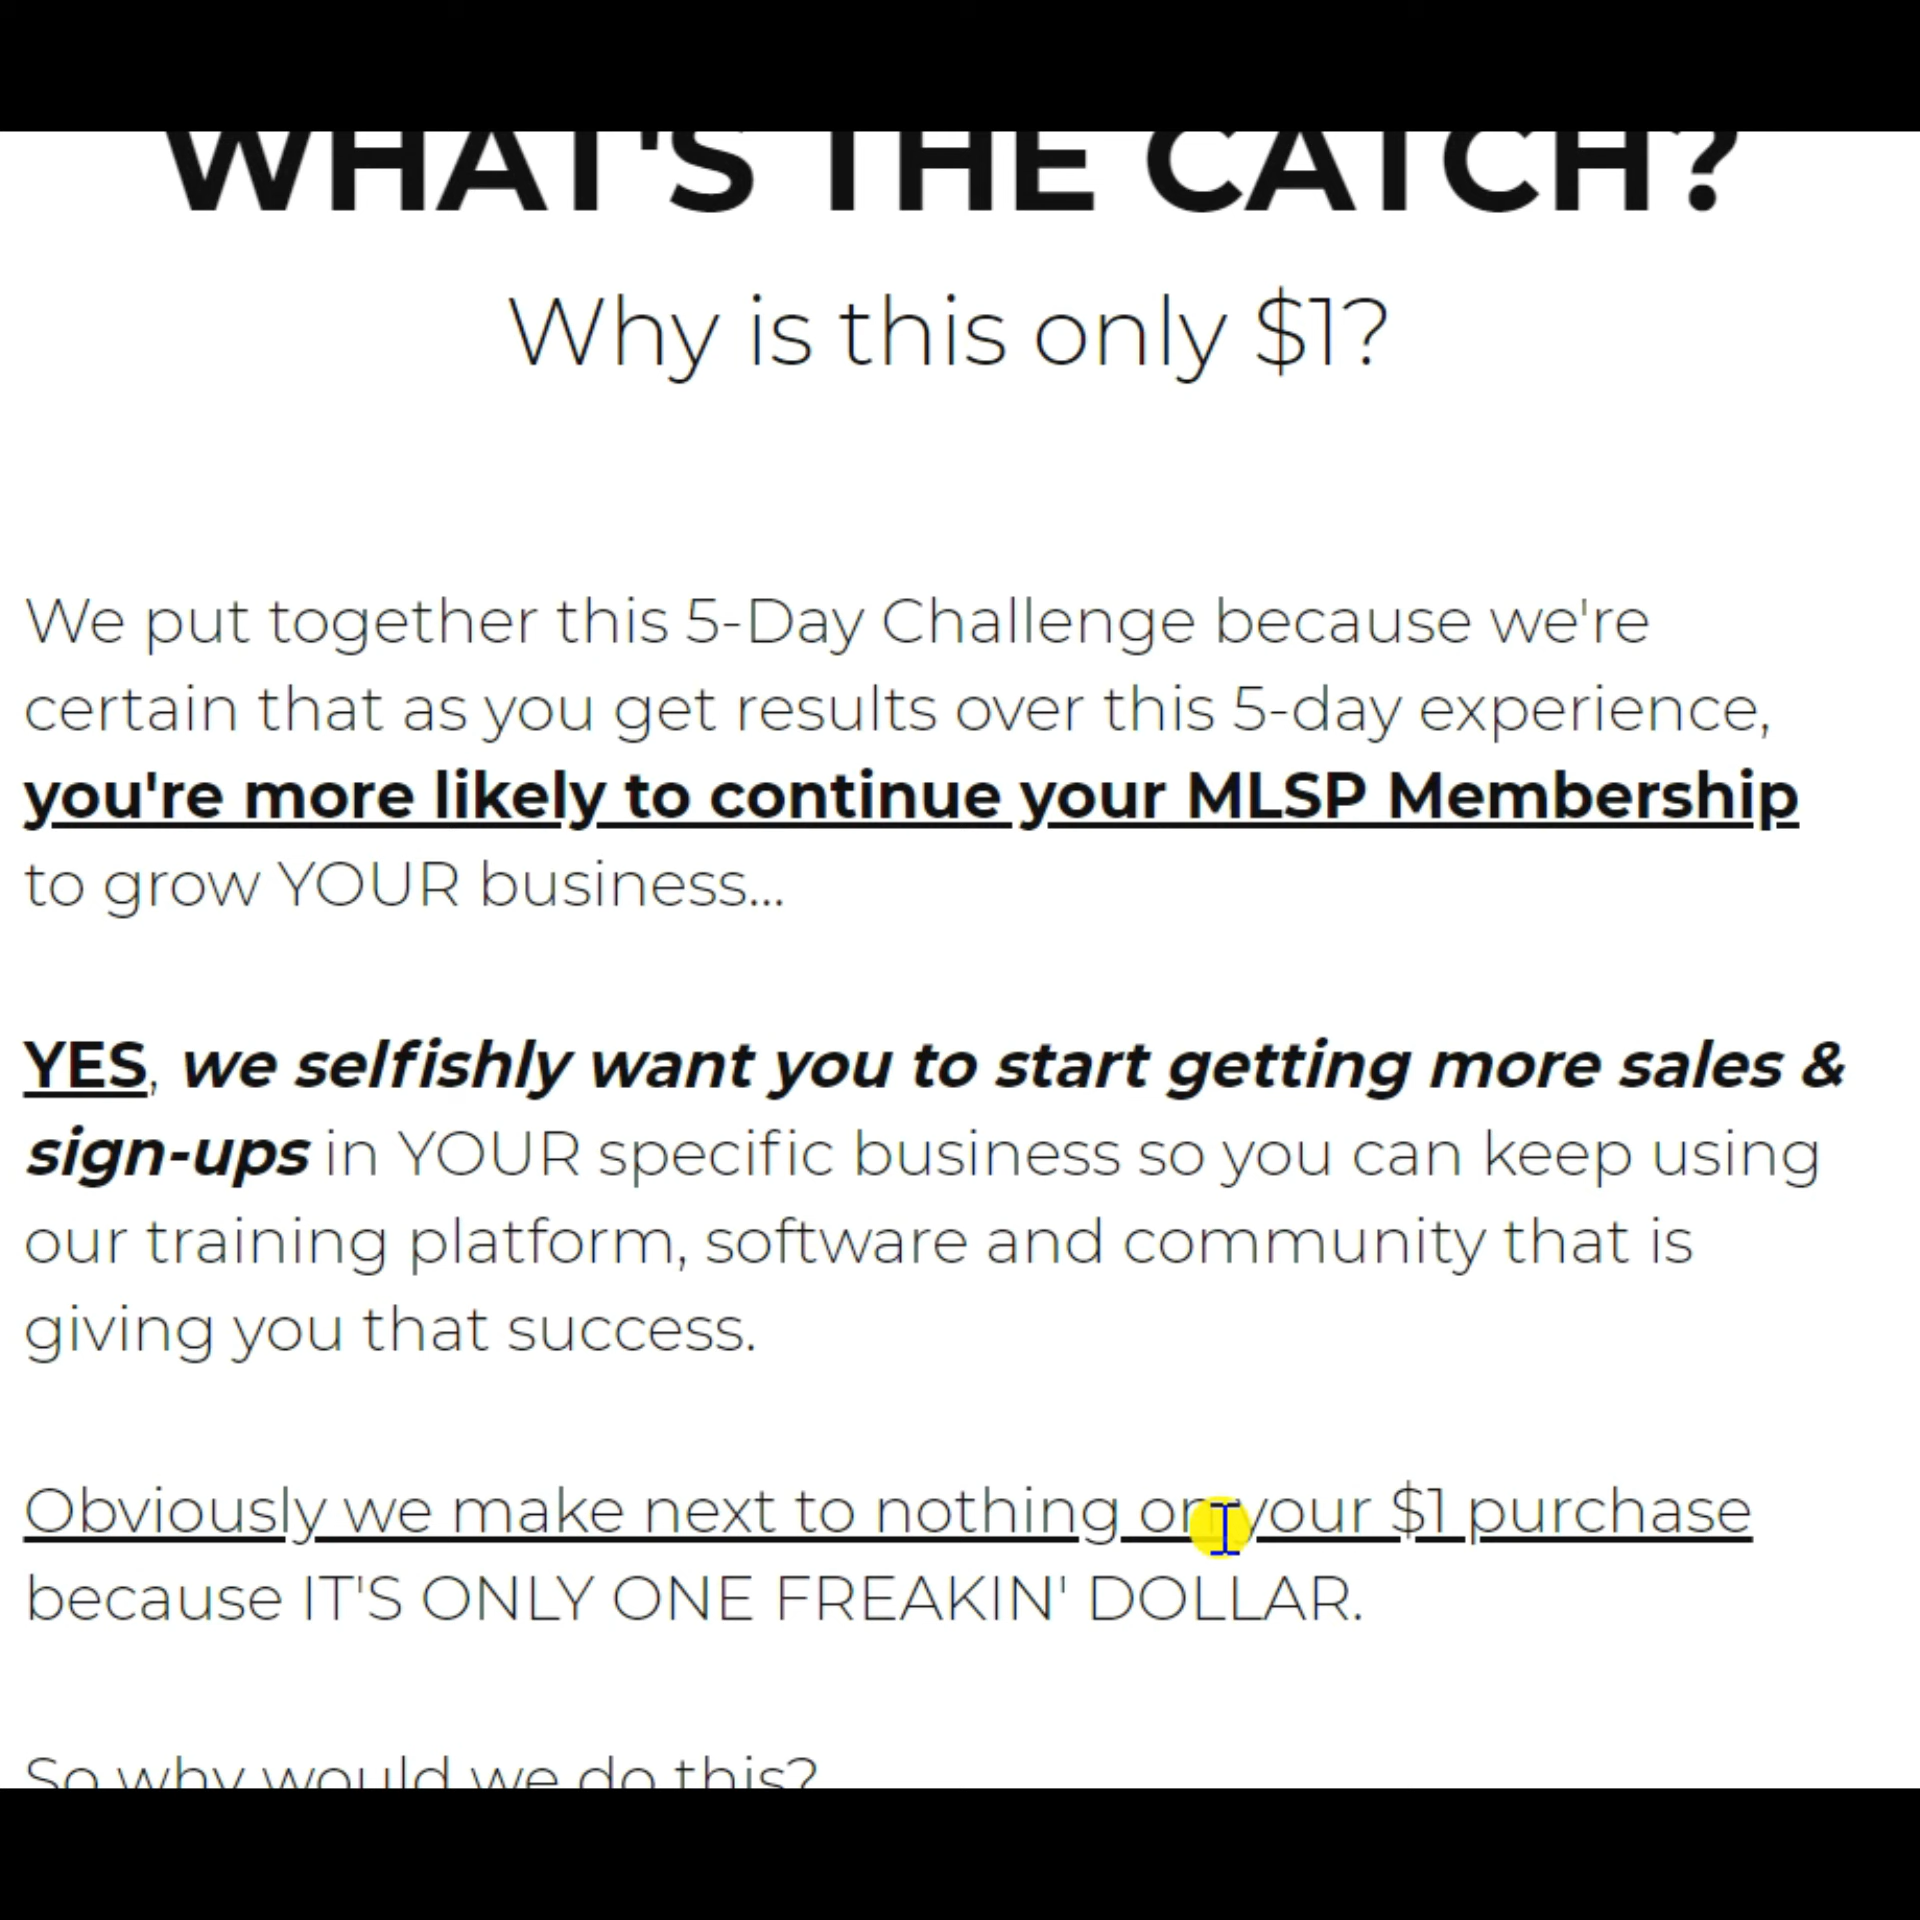 WHAT'S THE CATCH?
Why is this only $1?
We put together this 5-Day Challenge because we're
certain that as you get results over this 5-day experience,
you're more likely to continue your MLSP Membership
to grow YOUR business...
YES, we selfishly want you to start getting more sales &
sign-ups in YOUR specific business so you can keep using
our training platform, software and community that is
giving you that success.
Obviously we make next to nothing on your $1 purchase
because IT'S ONLY ONE FREAKIN' DOLLAR.
So why would we do this?